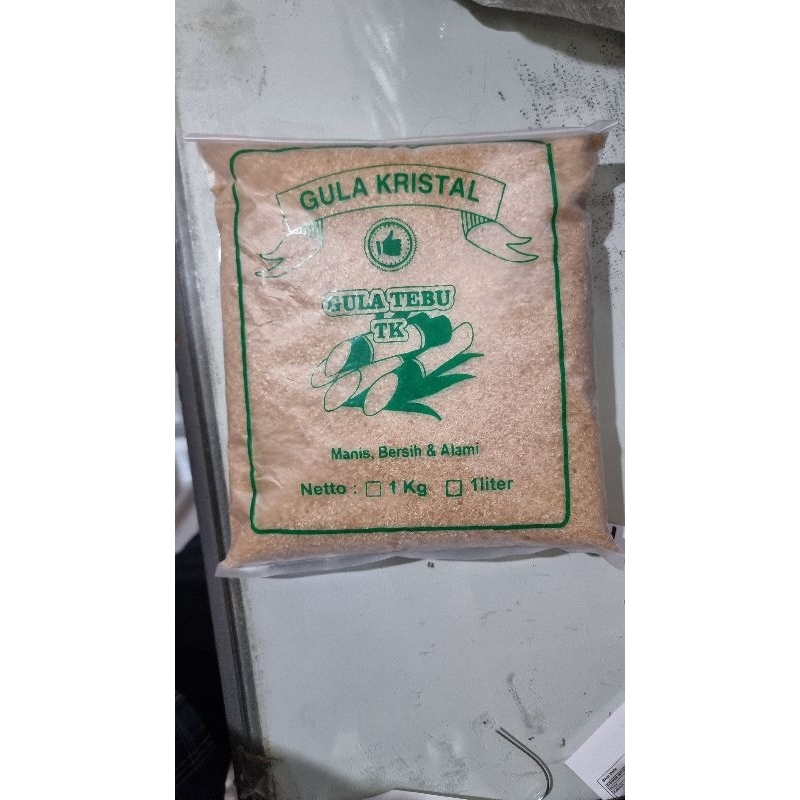 GULA KRISTAL
GULA TEBU
TK
Manis, Bersih & Alami
Netto : 1 Kg 1liter